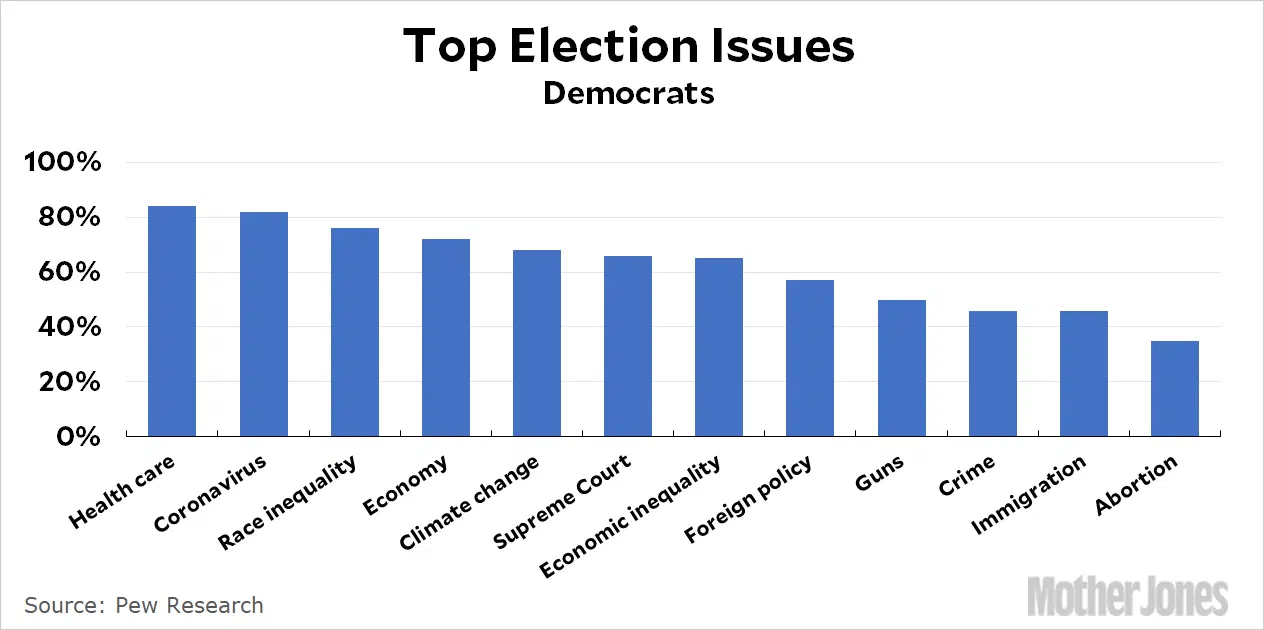 Top Election Issues
Democrats
100%
80%
60%
40%
20%
0%
Health care
Coronavirus
Race inequality
Economy
Climate change
Supreme Court
Economic inequality
Foreign policy
Guns
Crime
Immigration
Abortion
Source: Pew Research
Mother Jones